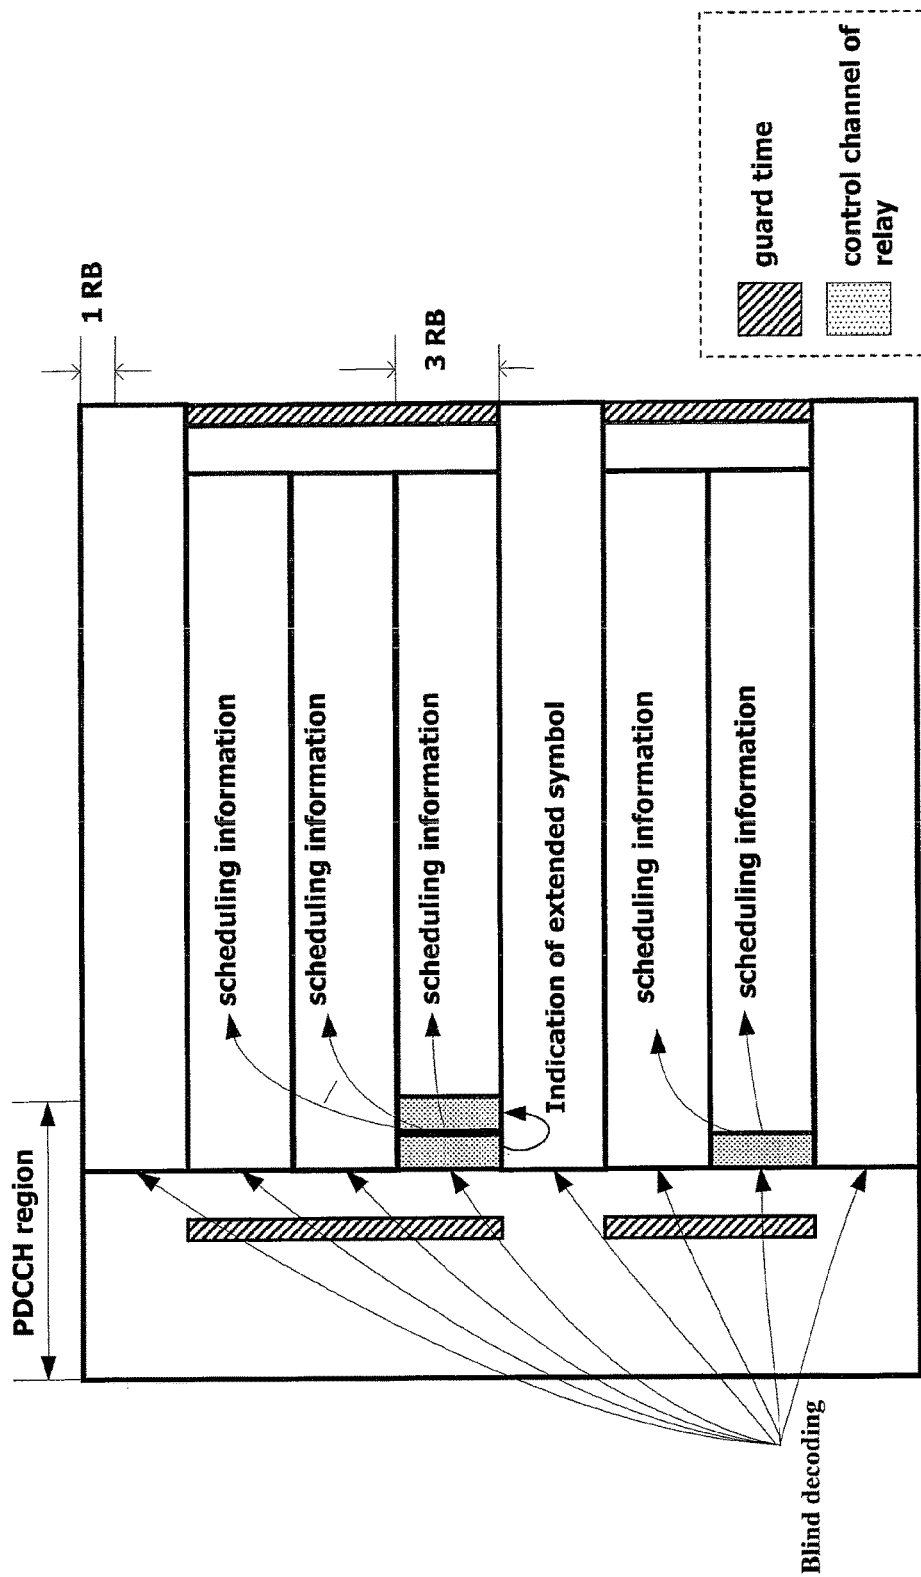 PDCCH region
1 RB
3 RB
scheduling information
scheduling information
scheduling information
Indication of extended symbol
scheduling information
scheduling information
Blind decoding
guard time
control channel of
relay